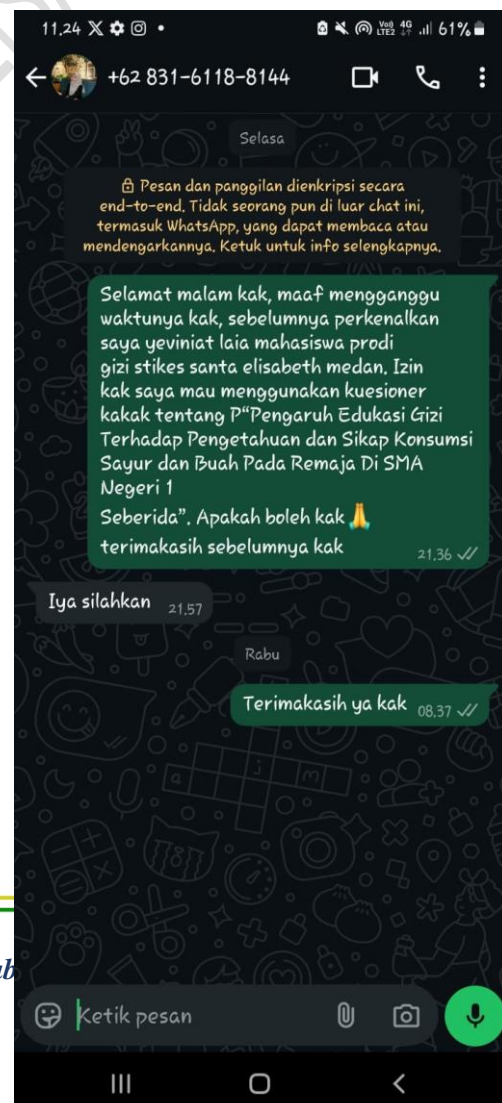 11.24
Voi) 4G
LTE2 61%
+62 831-6118-8144
Selasa
Pesan dan panggilan dienkripsi secara
end-to-end. Tidak seorang pun di luar chat ini,
termasuk WhatsApp, yang dapat membaca atau
mendengarkannya. Ketuk untuk info selengkapnya.
Selamat malam kak, maaf mengganggu
waktunya kak, sebelumnya perkenalkan
saya yeviniat laia mahasiswa prodi
gizi stikes santa elisabeth medan. Izin
kak saya mau menggunakan kuesioner
kakak tentang P“Pengaruh Edukasi Gizi
Terhadap Pengetahuan dan Sikap Konsumsi
Sayur dan Buah Pada Remaja Di SMA
Negeri 1
Seberida”. Apakah boleh kak 🙏
terimakasih sebelumnya kak
21.36
Iya silahkan 21.57
Rabu
Terimakasih ya kak 08.37
Ketik pesan